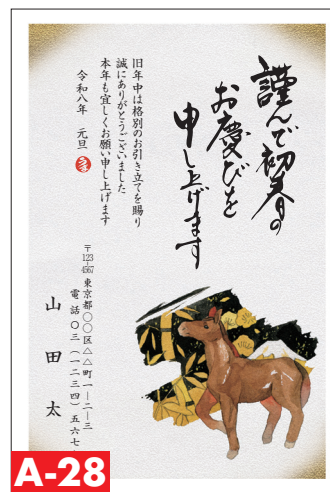 謹んで初春の
お慶びを
申し上げます
旧年中は格別のお引き立てを賜り
誠にありがとうございました
本年も宜しくお願い申し上げます
令和八年　元旦
〒123-4567
東京都〇〇区△△町一ー二ー三
電話〇三（一二三四）五六七
山田太
A-28